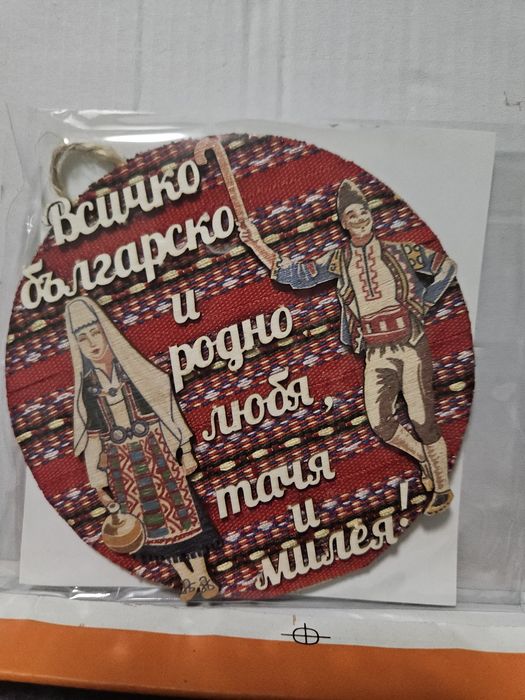 Всичко
българско
и
родно
любя,
тача
и
милея!